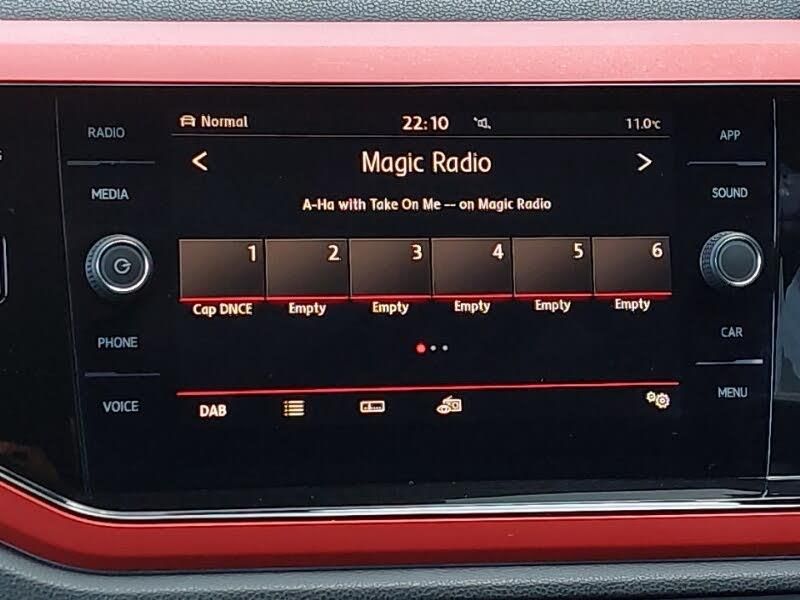 RADIO
MEDIA
PHONE
VOICE
Normal
22:10
11.0°C
Magic Radio
A-Ha with Take On Me -- on Magic Radio
1 2 3 4 5 6
Cap DNCE Empty Empty Empty Empty Empty
DAB
APP
SOUND
CAR
MENU